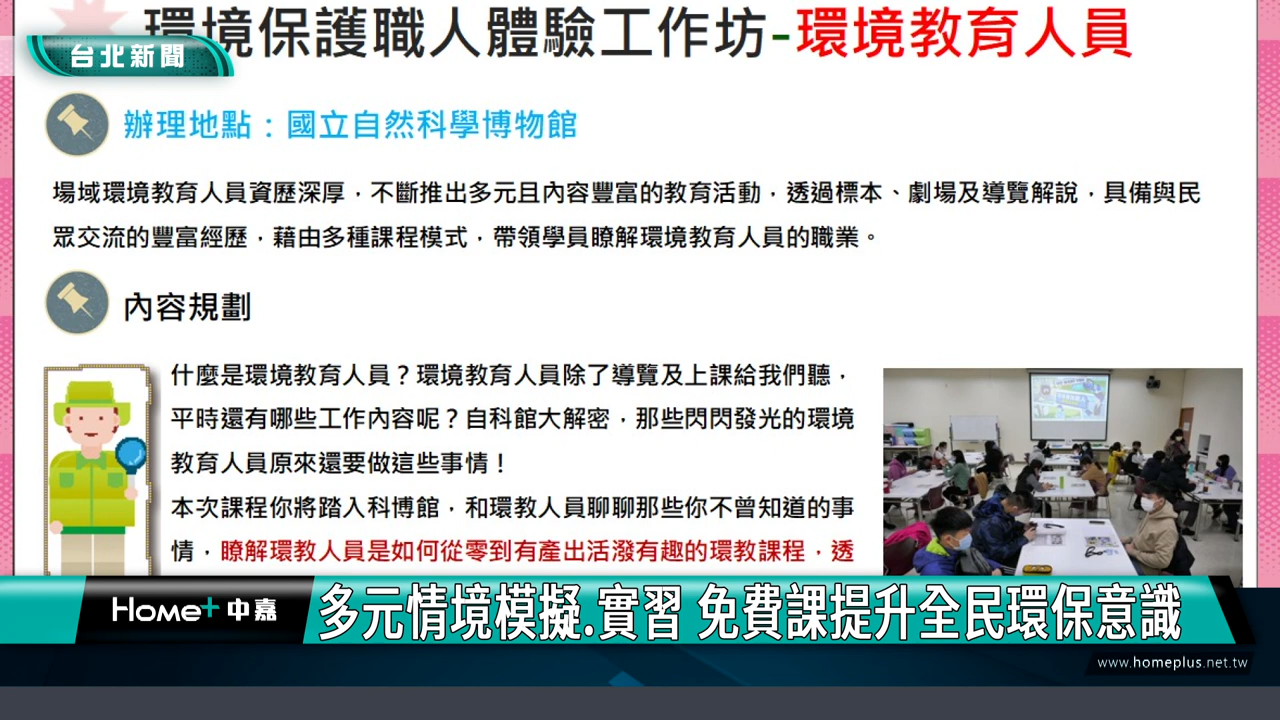 環境保護職人體驗工作坊-環境教育人員
台北新聞
辦理地點：國立自然科學博物館
場域環境教育人員資歷深厚，不斷推出多元且內容豐富的教育活動，透過標本、劇場及導覽解說，具備與民
眾交流的豐富經歷，藉由多種課程模式，帶領學員瞭解環境教育人員的職業。
內容規劃
什麼是環境教育人員？環境教育人員除了導覽及上課給我們聽，
平時還有哪些工作內容呢？自科館大解密，那些閃閃發光的環境
教育人員原來還要做這些事情！
本次課程你將踏入科博館，和環教人員聊聊那些你不曾知道的事
情，瞭解環教人員是如何從零到有產出活潑有趣的環教課程，透
Home+ 中嘉
多元情境模擬.實習 免費課提升全民環保意識
www.homeplus.net.tw